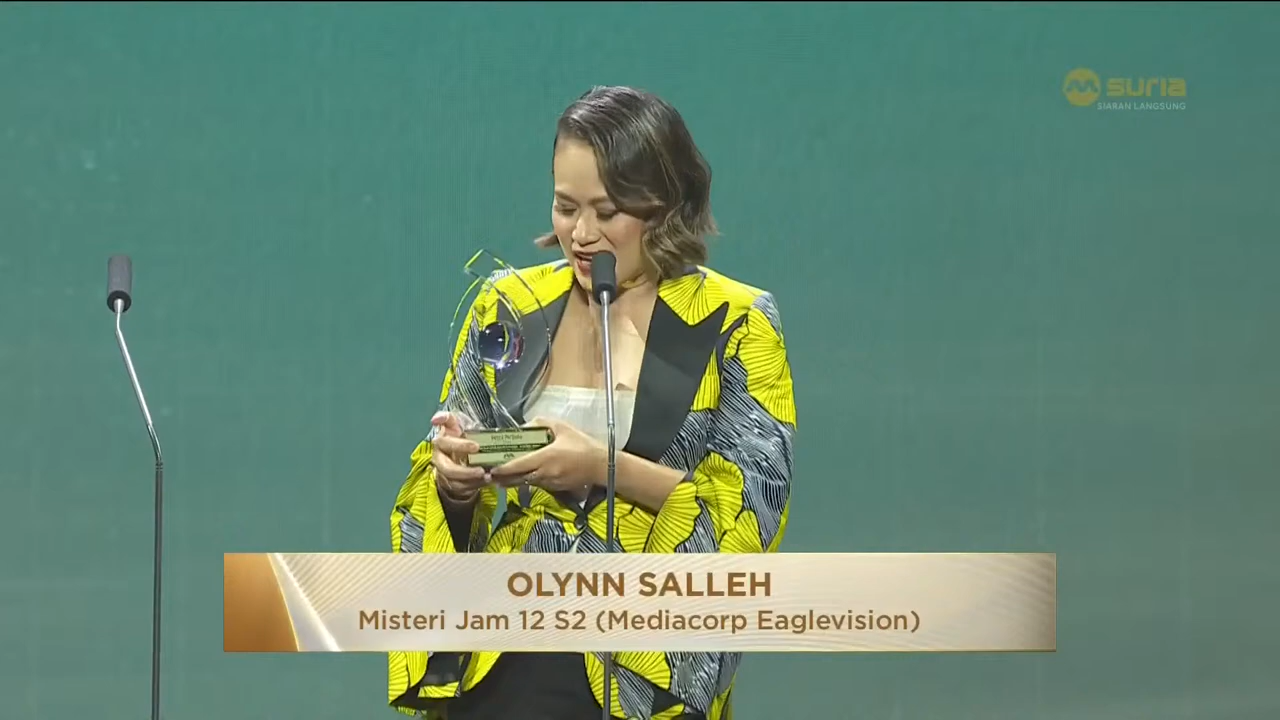 suria
SIARAN LANGSUNG
OLYNN SALLEH
Misteri Jam 12 S2 (Mediacorp Eaglevision)